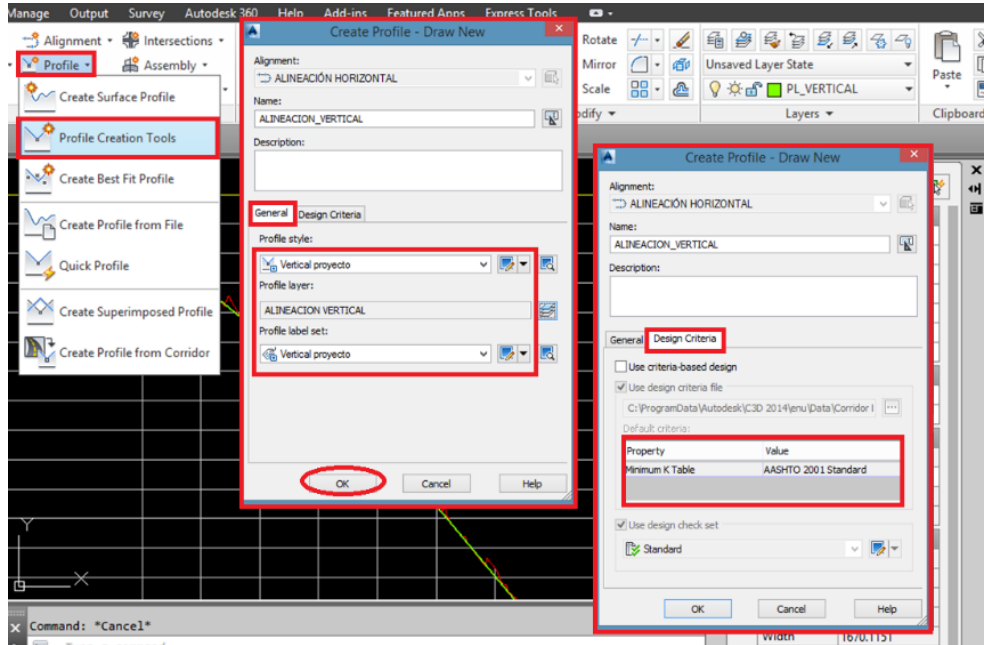 Manage Output Survey Autodesk 360 Help Add-ins Featured Apps Express Tools
Alignment
Intersections
Profile
Assembly
Create Surface Profile
Profile Creation Tools
Create Best Fit Profile
Create Profile from File
Quick Profile
Create Superimposed Profile
Create Profile from Corridor
Create Profile - Draw New
Alignment:
ALINEACIÓN HORIZONTAL
Name:
ALINEACION_VERTICAL
Description:
General Design Criteria
Profile style:
Vertical proyecto
Profile layer:
ALINEACION VERTICAL
Profile label set:
Vertical proyecto
OK Cancel Help
Rotate
Mirror
Scale
Unsaved Layer State
PL_VERTICAL
Layers
Paste
Clipboard
Create Profile - Draw New
Alignment:
ALINEACIÓN HORIZONTAL
Name:
ALINEACION_VERTICAL
Description:
General Design Criteria
Use criteria-based design
Use design criteria file
C:\ProgramData\Autodesk\C3D 2014\enu\Data\Corridor
Default criteria:
Property Value
Minimum K Table AASHTO 2001 Standard
Use design check set
Standard
OK Cancel Help
Y
X
Command: *Cancel*
Width 1670.1151